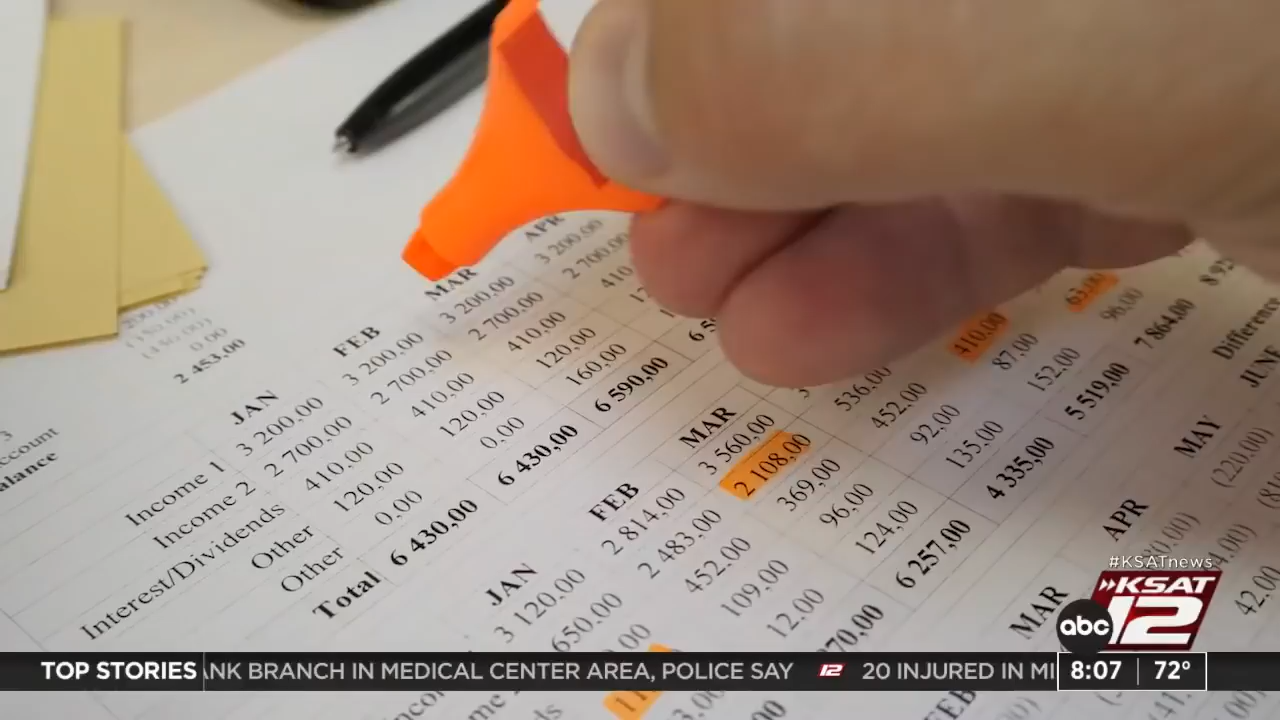 2 453,00
JAN
FEB
MAR
APR
Income 1 3 200,00 3 200,00 3 200,00 3 200,00
Income 2 2 700,00 2 700,00 2 700,00 2 700,00
Interest/Dividends 410,00 410,00 410,00 410
Other 120,00 120,00 120,00
Other 0,00 0,00 160,00
Total 6 430,00 6 430,00 6 590,00
JAN
FEB
MAR
3 120,00 2 814,00 3 560,00
650,00 2 483,00 2 108,00 536,00 410,00 63,00
452,00 369,00 452,00 87,00 96,00
109,00 96,00 92,00 152,00
12,00 124,00 135,00
6 257,00 4 335,00 5 519,00 7 864,00
MAR
APR
MAY
JUNE
Difference
(220,00)
42,00
FEB
#KSATnews
KSAT
12
abc
TOP STORIES NK BRANCH IN MEDICAL CENTER AREA, POLICE SAY 12 20 INJURED IN MI 8:07 72°